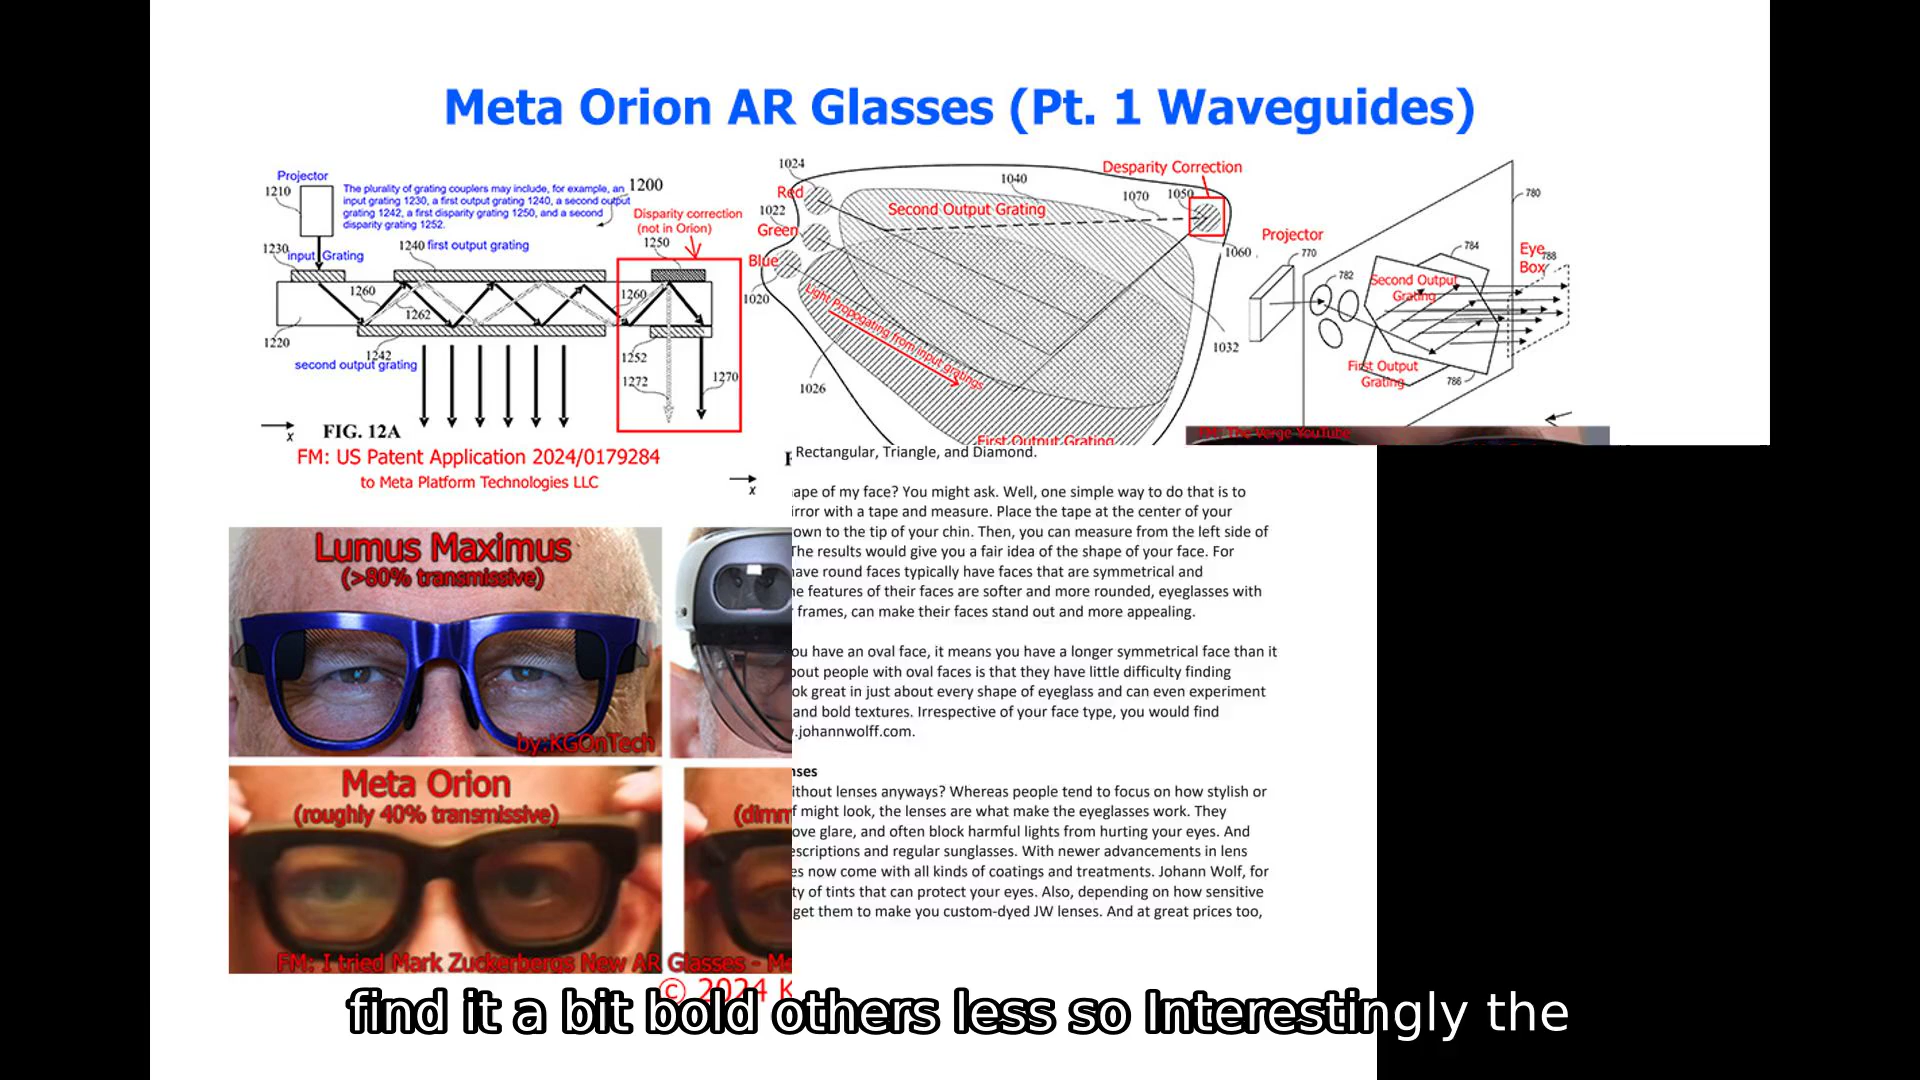 Meta Orion AR Glasses (Pt. 1 Waveguides)
Projector
1210
The plurality of grating couplers may include, for example, an
input grating 1230, a first output grating 1240, a second output
grating 1242, a first disparity grating 1250, and a second
disparity grating 1252.
1200
Disparity correction
(not in Orion)
1230
input Grating
1240 first output grating
1250
1260
1262
1260
1220
1242
second output grating
1252
1272
1270
x
FIG. 12A
FM: US Patent Application 2024/0179284
to Meta Platform Technologies LLC
x
1024
Red
1022
Green
Blue
1020
1040
Second Output Grating
1070
Desparity Correction
1050
1060
Light Propogating from input gratings
1026
1032
First Output Grating
Projector
770
780
782
784
Second Output
Grating
Eye
Box
788
First Output
Grating
786
FM: The Verge YouTube
Rectangular, Triangle, and Diamond.
ape of my face? You might ask. Well, one simple way to do that is to
irror with a tape and measure. Place the tape at the center of your
own to the tip of your chin. Then, you can measure from the left side of
The results would give you a fair idea of the shape of your face. For
have round faces typically have faces that are symmetrical and
he features of their faces are softer and more rounded, eyeglasses with
frames, can make their faces stand out and more appealing.
ou have an oval face, it means you have a longer symmetrical face than it
bout people with oval faces is that they have little difficulty finding
ok great in just about every shape of eyeglass and can even experiment
and bold textures. Irrespective of your face type, you would find
.johannwolff.com.
nses
ithout lenses anyways? Whereas people tend to focus on how stylish or
f might look, the lenses are what make the eyeglasses work. They
ove glare, and often block harmful lights from hurting your eyes. And
escriptions and regular sunglasses. With newer advancements in lens
es now come with all kinds of coatings and treatments. Johann Wolf, for
ty of tints that can protect your eyes. Also, depending on how sensitive
get them to make you custom-dyed JW lenses. And at great prices too,
Lumus Maximus
(>80% transmissive)
by:KGOnTech
Meta Orion
(roughly 40% transmissive)
(dimm
FM: I tried Mark Zuckerbergs New AR Glasses - Me
© 2024 K
find it a bit bold others less so Interestingly the